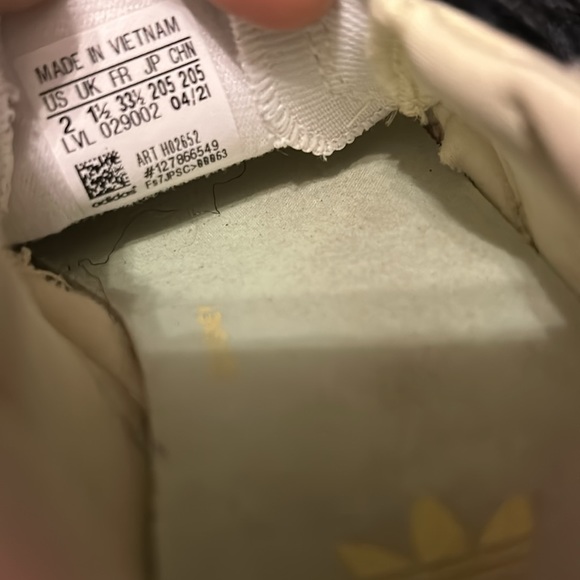 MADE IN VIETNAM
US UK FR JP CHN
2 1½ 33½ 205 205
LVL 029002 04/21
ART H02652
#127866549
adidas